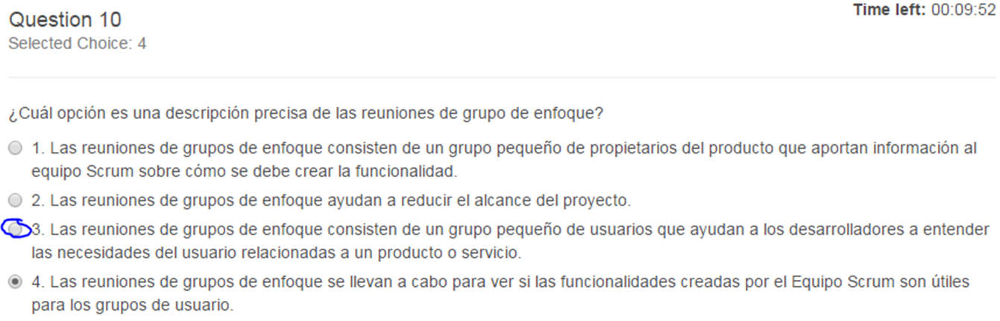 Question 10
Time left: 00:09:52
Selected Choice: 4
¿Cuál opción es una descripción precisa de las reuniones de grupo de enfoque?
1. Las reuniones de grupos de enfoque consisten de un grupo pequeño de propietarios del producto que aportan información al
equipo Scrum sobre cómo se debe crear la funcionalidad.
2. Las reuniones de grupos de enfoque ayudan a reducir el alcance del proyecto.
3. Las reuniones de grupos de enfoque consisten de un grupo pequeño de usuarios que ayudan a los desarrolladores a entender
las necesidades del usuario relacionadas a un producto o servicio.
4. Las reuniones de grupos de enfoque se llevan a cabo para ver si las funcionalidades creadas por el Equipo Scrum son útiles
para los grupos de usuario.